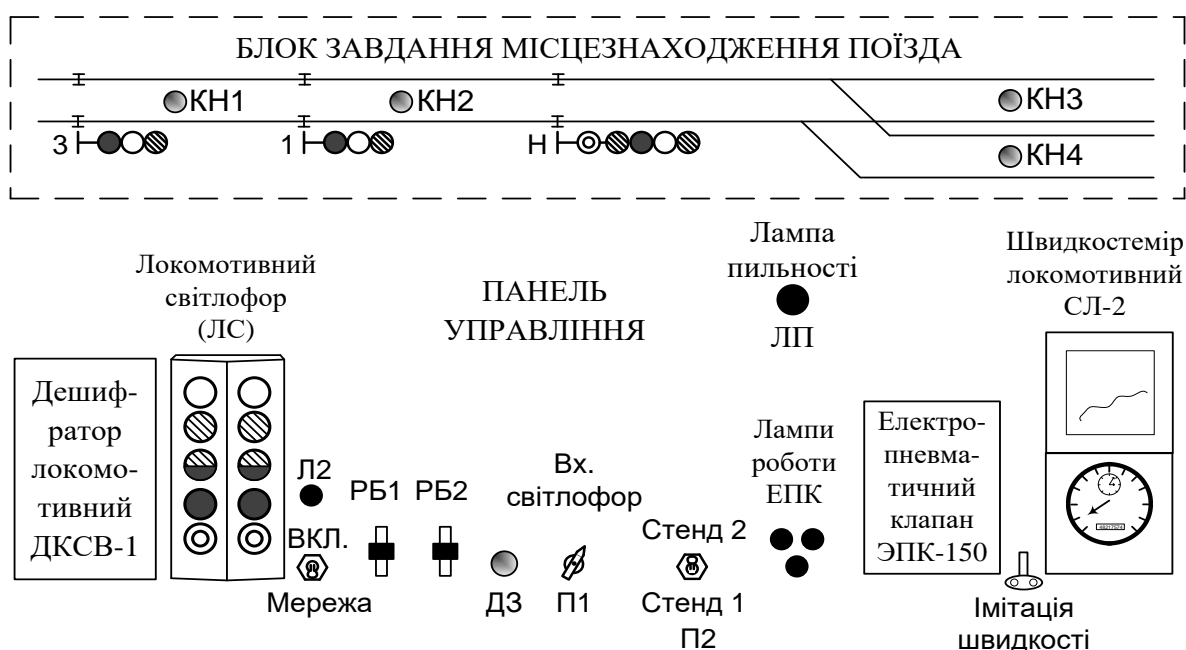 БЛОК ЗАВДАННЯ МІСЦЕЗНАХОДЖЕННЯ ПОЇЗДА
КН1
КН2
КН3
3
1
Н
КН4
Локомотивний
світлофор
(ЛС)
ПАНЕЛЬ
УПРАВЛІННЯ
Лампа
пильності
ЛП
Швидкостемір
локомотивний
СЛ-2
Дешиф-
ратор
локомо-
тивний
ДКСВ-1
Л2
ВКЛ.
Мережа
РБ1
РБ2
ДЗ
Вх.
світлофор
П1
Стенд 2
Стенд 1
П2
Лампи
роботи
ЕПК
Електро-
пневма-
тичний
клапан
ЭПК-150
Імітація
швидкості